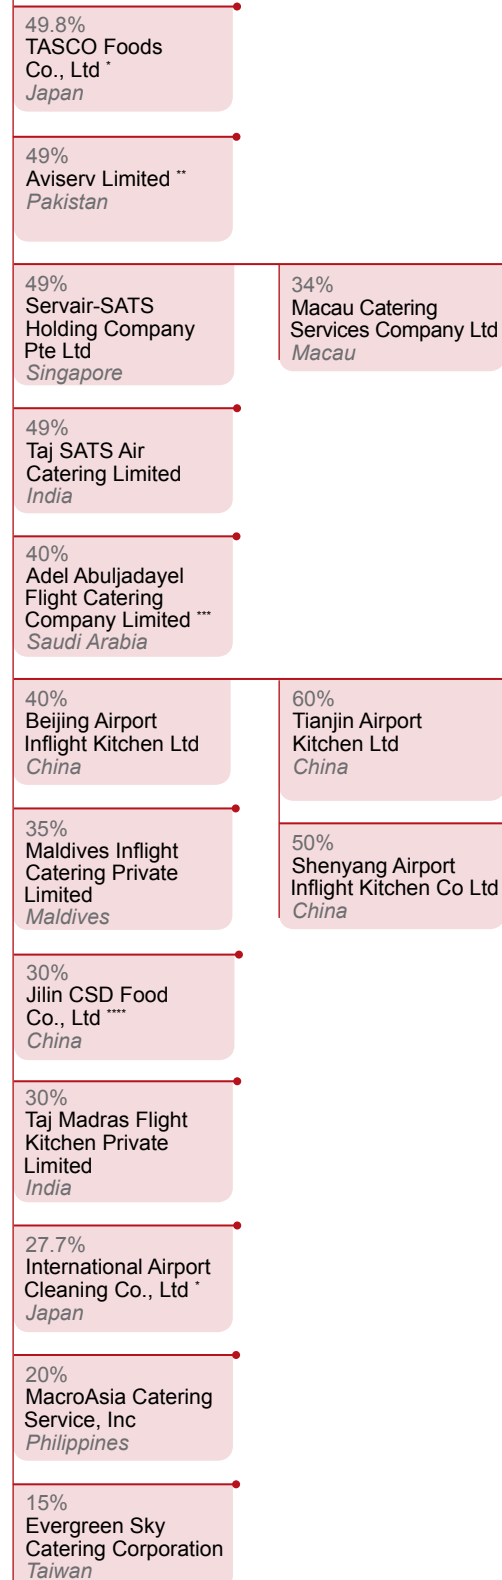 49.8%
TASCO Foods
Co., Ltd *
Japan
49%
Aviserv Limited **
Pakistan
49%
Servair-SATS
Holding Company
Pte Ltd
Singapore
34%
Macau Catering
Services Company Ltd
Macau
49%
Taj SATS Air
Catering Limited
India
40%
Adel Abuljadayel
Flight Catering
Company Limited ***
Saudi Arabia
40%
Beijing Airport
Inflight Kitchen Ltd
China
60%
Tianjin Airport
Kitchen Ltd
China
35%
Maldives Inflight
Catering Private
Limited
Maldives
50%
Shenyang Airport
Inflight Kitchen Co Ltd
China
30%
Jilin CSD Food
Co., Ltd ****
China
30%
Taj Madras Flight
Kitchen Private
Limited
India
27.7%
International Airport
Cleaning Co., Ltd *
Japan
20%
MacroAsia Catering
Service, Inc
Philippines
15%
Evergreen Sky
Catering Corporation
Taiwan